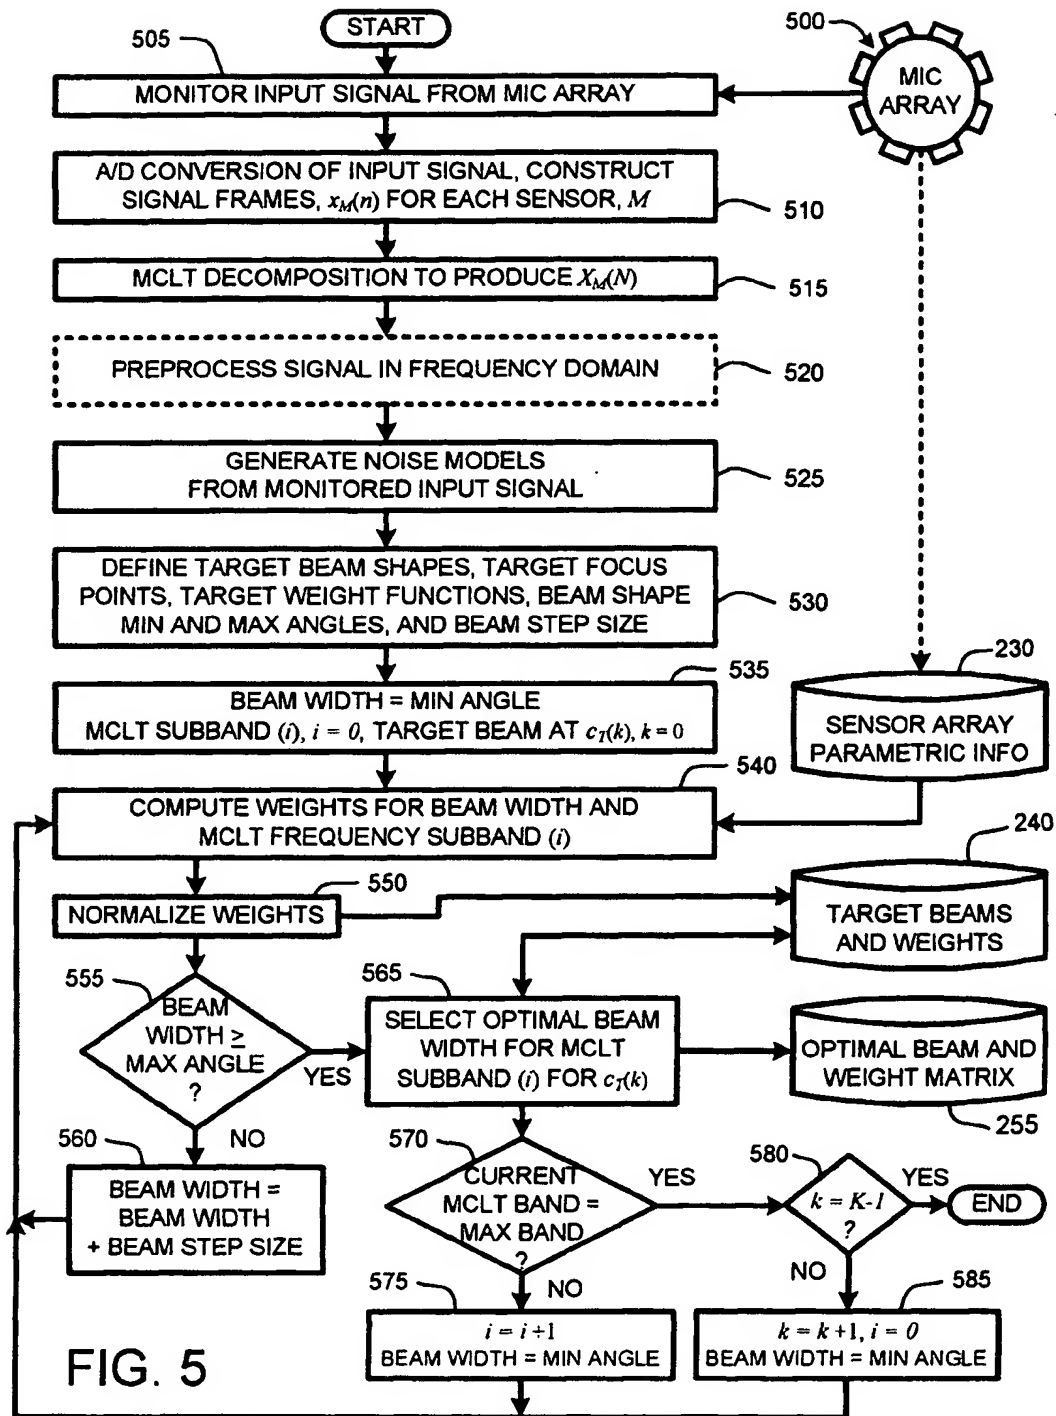 START
500
505
MIC
ARRAY
MONITOR INPUT SIGNAL FROM MIC ARRAY
A/D CONVERSION OF INPUT SIGNAL, CONSTRUCT
SIGNAL FRAMES, x_M(n) FOR EACH SENSOR, M
510
MCLT DECOMPOSITION TO PRODUCE X_M(N)
515
PREPROCESS SIGNAL IN FREQUENCY DOMAIN
520
GENERATE NOISE MODELS
FROM MONITORED INPUT SIGNAL
525
DEFINE TARGET BEAM SHAPES, TARGET FOCUS
POINTS, TARGET WEIGHT FUNCTIONS, BEAM SHAPE
MIN AND MAX ANGLES, AND BEAM STEP SIZE
530
535
BEAM WIDTH = MIN ANGLE
MCLT SUBBAND (i), i = 0, TARGET BEAM AT c_T(k), k = 0
230
SENSOR ARRAY
PARAMETRIC INFO
540
COMPUTE WEIGHTS FOR BEAM WIDTH AND
MCLT FREQUENCY SUBBAND (i)
550
NORMALIZE WEIGHTS
240
TARGET BEAMS
AND WEIGHTS
555
BEAM
WIDTH ≥
MAX ANGLE
?
YES
NO
565
SELECT OPTIMAL BEAM
WIDTH FOR MCLT
SUBBAND (i) FOR c_T(k)
OPTIMAL BEAM AND
WEIGHT MATRIX
255
560
BEAM WIDTH =
BEAM WIDTH
+ BEAM STEP SIZE
570
CURRENT
MCLT BAND =
MAX BAND
?
YES
NO
580
k = K-1
?
YES
END
NO
575
i = i+1
BEAM WIDTH = MIN ANGLE
585
k = k+1, i = 0
BEAM WIDTH = MIN ANGLE
FIG. 5